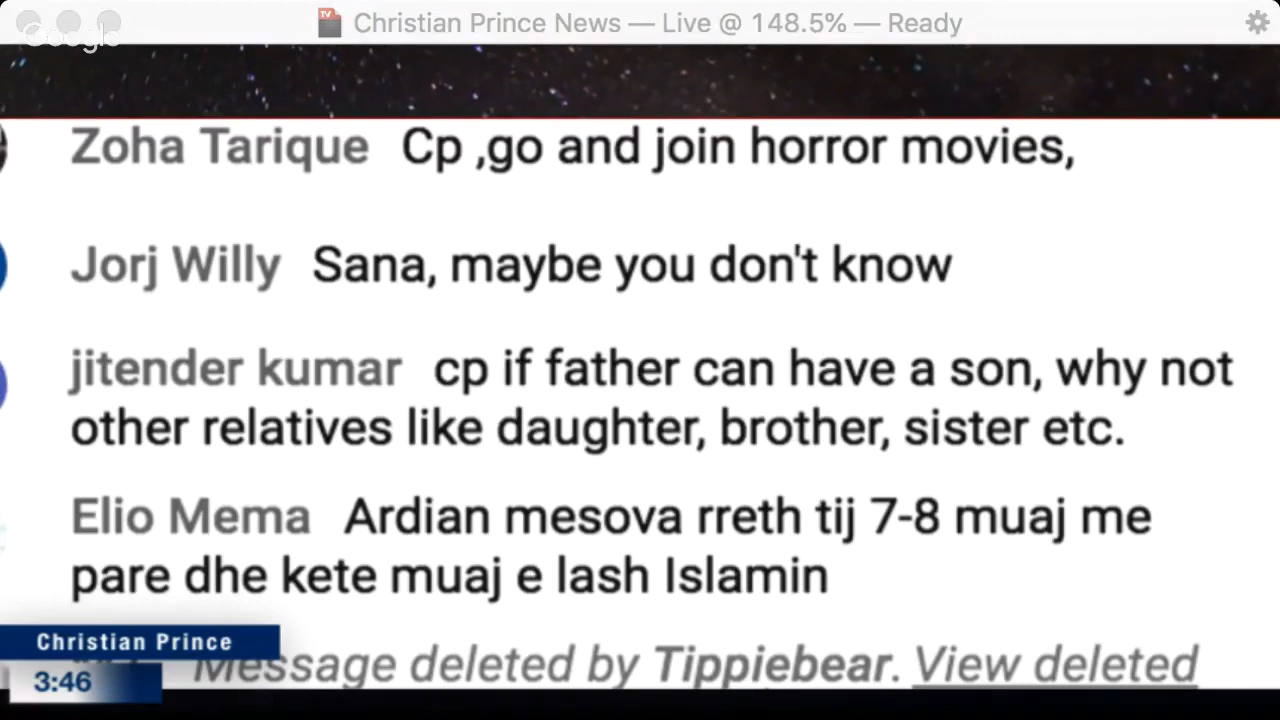 Christian Prince News — Live @ 148.5% — Ready
Google
Zoha Tarique Cp ,go and join horror movies,
Jorj Willy Sana, maybe you don't know
jitender kumar cp if father can have a son, why not
other relatives like daughter, brother, sister etc.
Elio Mema Ardian mesova rreth tij 7-8 muaj me
pare dhe kete muaj e lash Islamin
Christian Prince
Message deleted by Tippiebear. View deleted
3:46